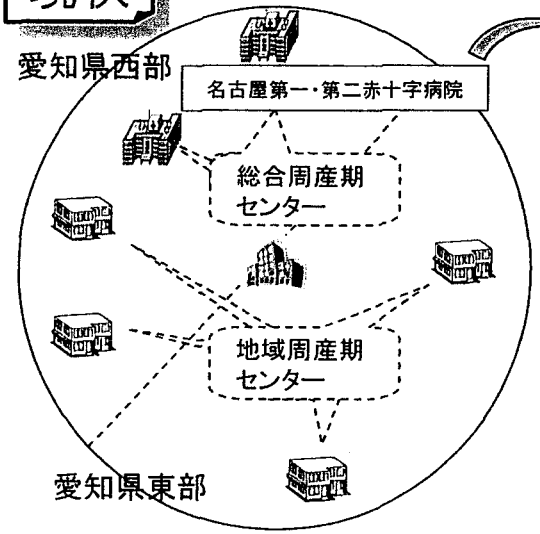 現状
愛知県西部
名古屋第一・第二赤十字病院
総合周産期
センター
地域周産期
センター
愛知県東部